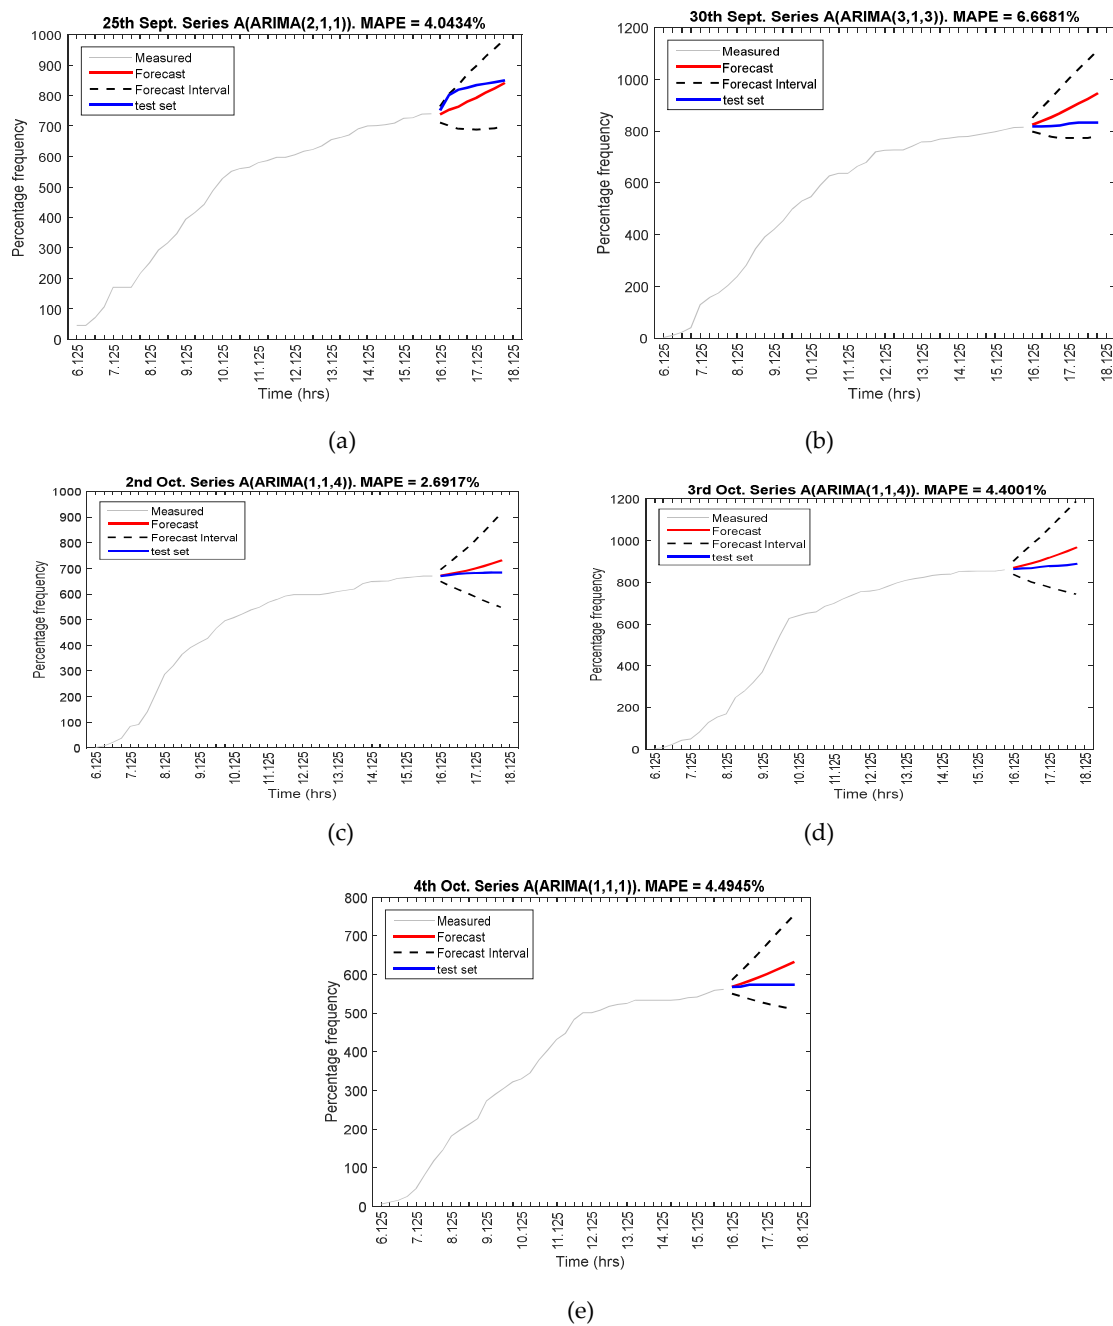 25th Sept. Series A(ARIMA(2,1,1)). MAPE = 4.0434%
1000
900
800
700
600
500
400
300
200
100
0
Percentage frequency
Measured
Forecast
Forecast Interval
test set
6.125
7.125
8.125
9.125
10.125
11.125
12.125
13.125
14.125
15.125
16.125
17.125
18.125
Time (hrs)
(a)
30th Sept. Series A(ARIMA(3,1,3)). MAPE = 6.6681%
1200
1000
800
600
400
200
0
Percentage frequency
Measured
Forecast
Forecast Interval
test set
6.125
7.125
8.125
9.125
10.125
11.125
12.125
13.125
14.125
15.125
16.125
17.125
18.125
Time (hrs)
(b)
2nd Oct. Series A(ARIMA(1,1,4)). MAPE = 2.6917%
1000
900
800
700
600
500
400
300
200
100
0
Percentage frequency
Measured
Forecast
Forecast Interval
test set
6.125
7.125
8.125
9.125
10.125
11.125
12.125
13.125
14.125
15.125
16.125
17.125
18.125
Time (hrs)
(c)
3rd Oct. Series A(ARIMA(1,1,4)). MAPE = 4.4001%
1200
1000
800
600
400
200
0
Percentage frequency
Measured
Forecast
Forecast Interval
test set
6.125
7.125
8.125
9.125
10.125
11.125
12.125
13.125
14.125
15.125
16.125
17.125
18.125
Time (hrs)
(d)
4th Oct. Series A(ARIMA(1,1,1)). MAPE = 4.4945%
800
700
600
500
400
300
200
100
0
Percentage frequency
Measured
Forecast
Forecast Interval
test set
6.125
7.125
8.125
9.125
10.125
11.125
12.125
13.125
14.125
15.125
16.125
17.125
18.125
Time (hrs)
(e)